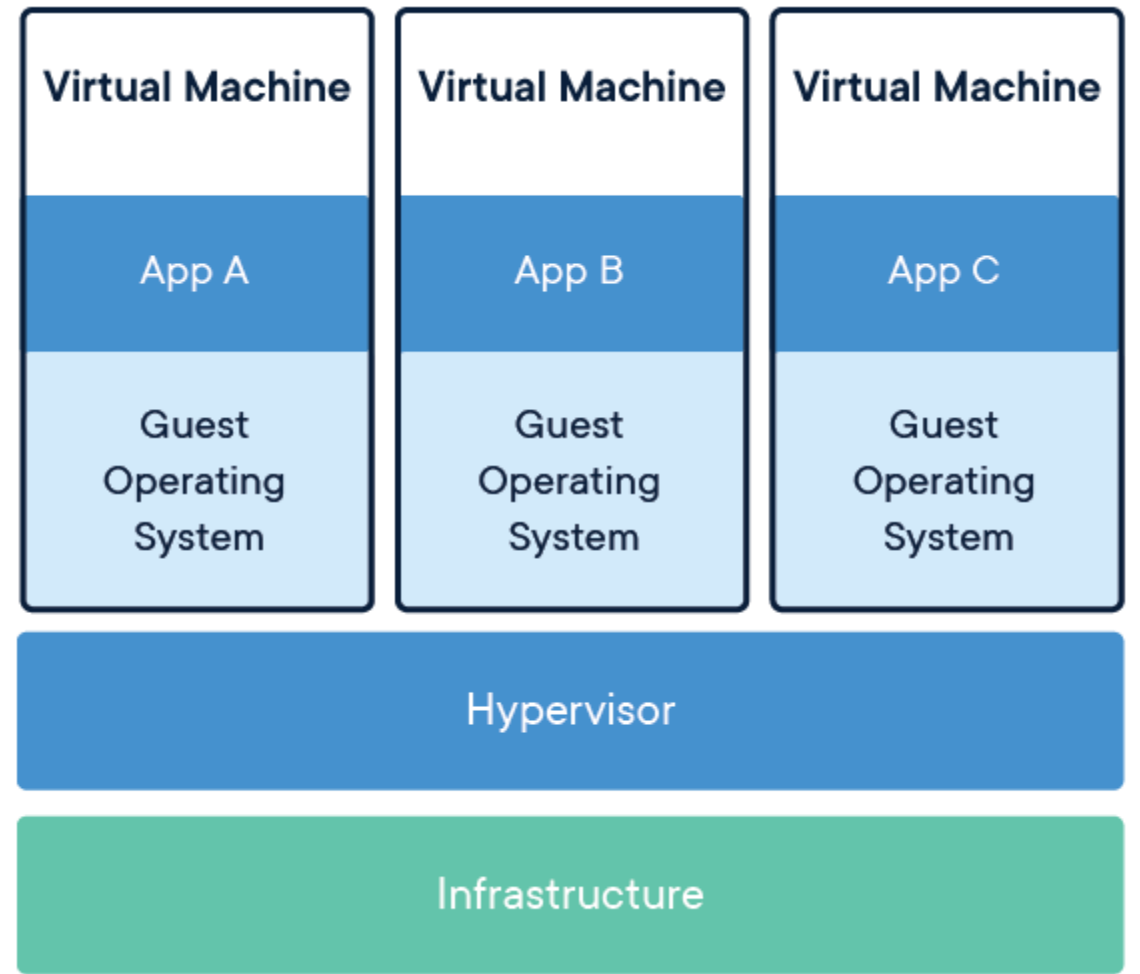 Virtual Machine
Virtual Machine
Virtual Machine
App A
App B
App C
Guest
Operating
System
Guest
Operating
System
Guest
Operating
System
Hypervisor
Infrastructure